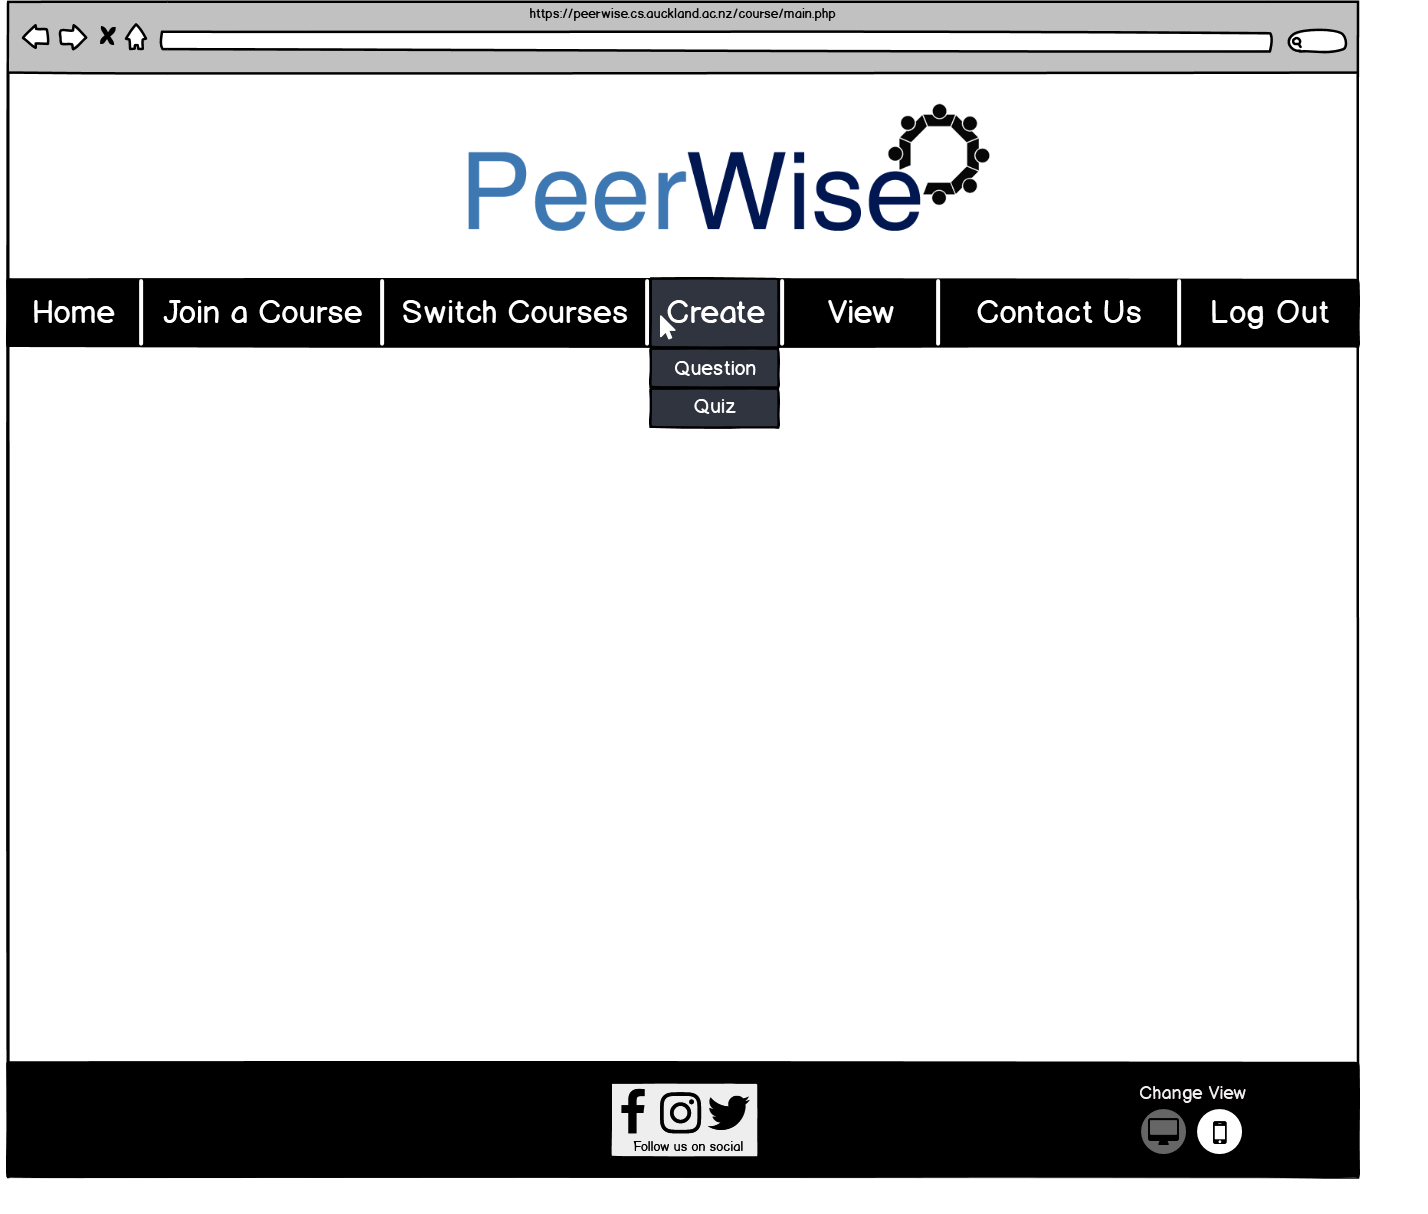 https://peerwise.cs.auckland.ac.nz/course/main.php
PeerWise
Home Join a Course Switch Courses Create View Contact Us Log Out
Question
Quiz
Change View
Follow us on social